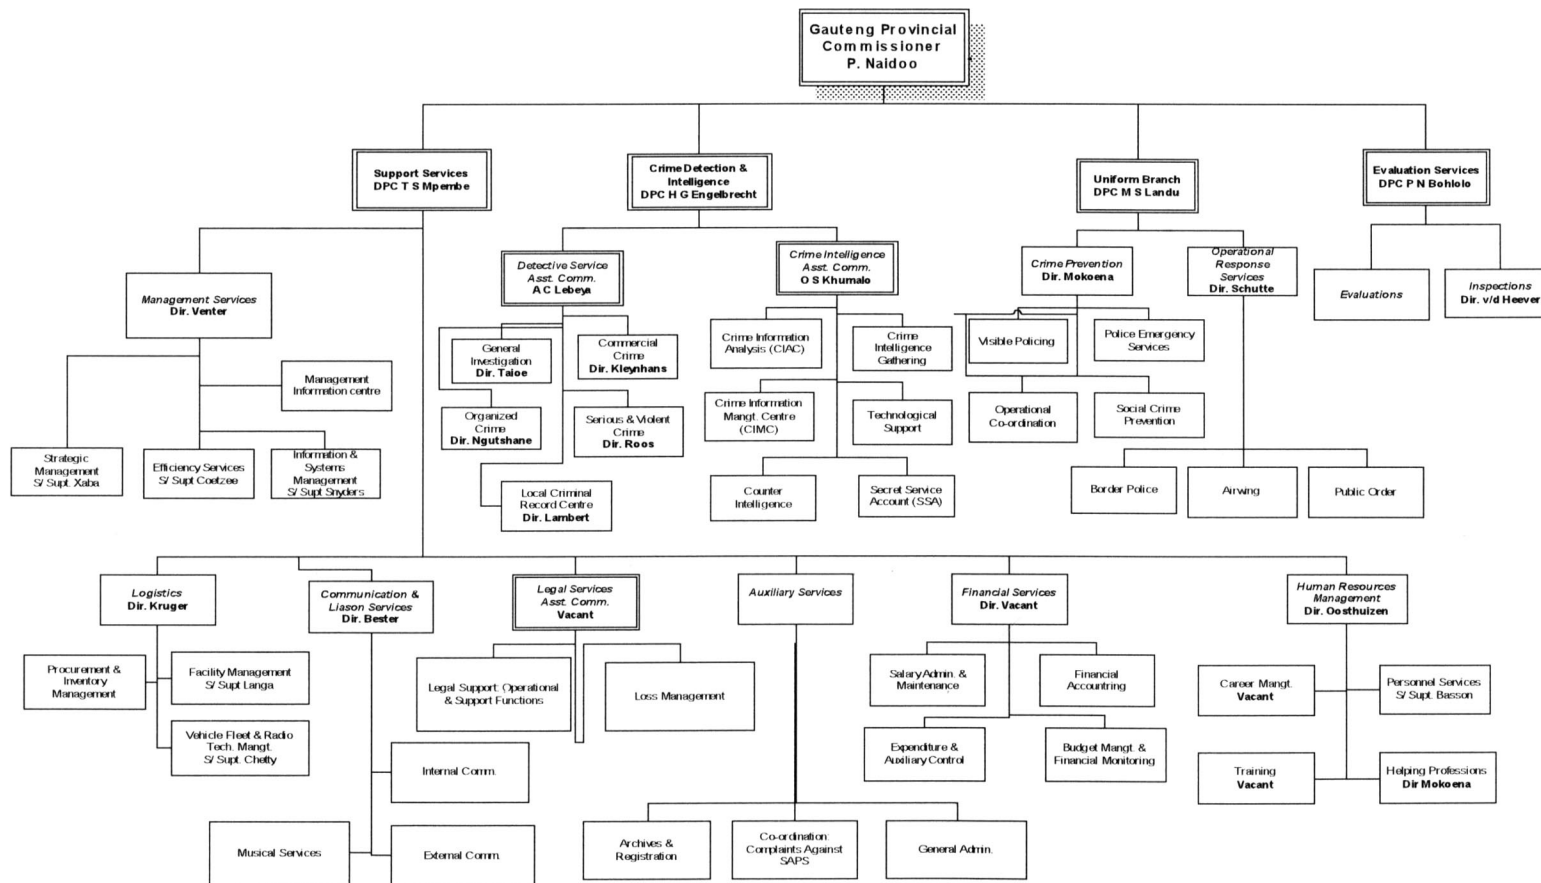 Gauteng Provincial
Commissioner
P. Naidoo
Support Services
DPC T S Mpembe
Crime Detection &
Intelligence
DPC H G Engelbrecht
Uniform Branch
DPC M S Landu
Evaluation Services
DPC P N Bohlolo
Management Services
Dir. Venter
Detective Service
Asst. Comm.
A C Lebeya
Crime Intelligence
Asst. Comm.
O S Khumalo
Crime Prevention
Dir. Mokoena
Operational
Response
Services
Dir. Schutte
Evaluations
Inspections
Dir. v/d Heever
Management
Information centre
Strategic
Management
S/ Supt. Xaba
Efficiency Services
S/ Supt Coetzee
Information &
Systems
Management
S/ Supt Snyders
General
Investigation
Dir. Taioe
Commercial
Crime
Dir. Kleynhans
Organized
Crime
Dir. Ngutshane
Serious & Violent
Crime
Dir. Roos
Local Criminal
Record Centre
Dir. Lambert
Crime Information
Analysis (CIAC)
Crime
Intelligence
Gathering
Crime Information
Mangt. Centre
(CIMC)
Technological
Support
Counter
Intelligence
Secret Service
Account (SSA)
Visible Policing
Police Emergency
Services
Operational
Co-ordination
Social Crime
Prevention
Border Police
Airwing
Public Order
Logistics
Dir. Kruger
Communication &
Liason Services
Dir. Bester
Legal Services
Asst. Comm.
Vacant
Auxiliary Services
Financial Services
Dir. Vacant
Human Resources
Management
Dir. Oosthuizen
Procurement &
Inventory
Management
Facility Management
S/ Supt Langa
Vehicle Fleet & Radio
Tech. Mangt.
S/ Supt. Chetty
Internal Comm.
Musical Services
External Comm.
Legal Support: Operational
& Support Functions
Loss Management
Archives &
Registration
Co-ordination:
Complaints Against
SAPS
General Admin.
Salary Admin. &
Maintenance
Financial
Accountring
Expenditure &
Auxiliary Control
Budget Mangt. &
Financial Monitoring
Career Mangt.
Vacant
Personnel Services
S/ Supt. Basson
Training
Vacant
Helping Professions
Dir Mokoena